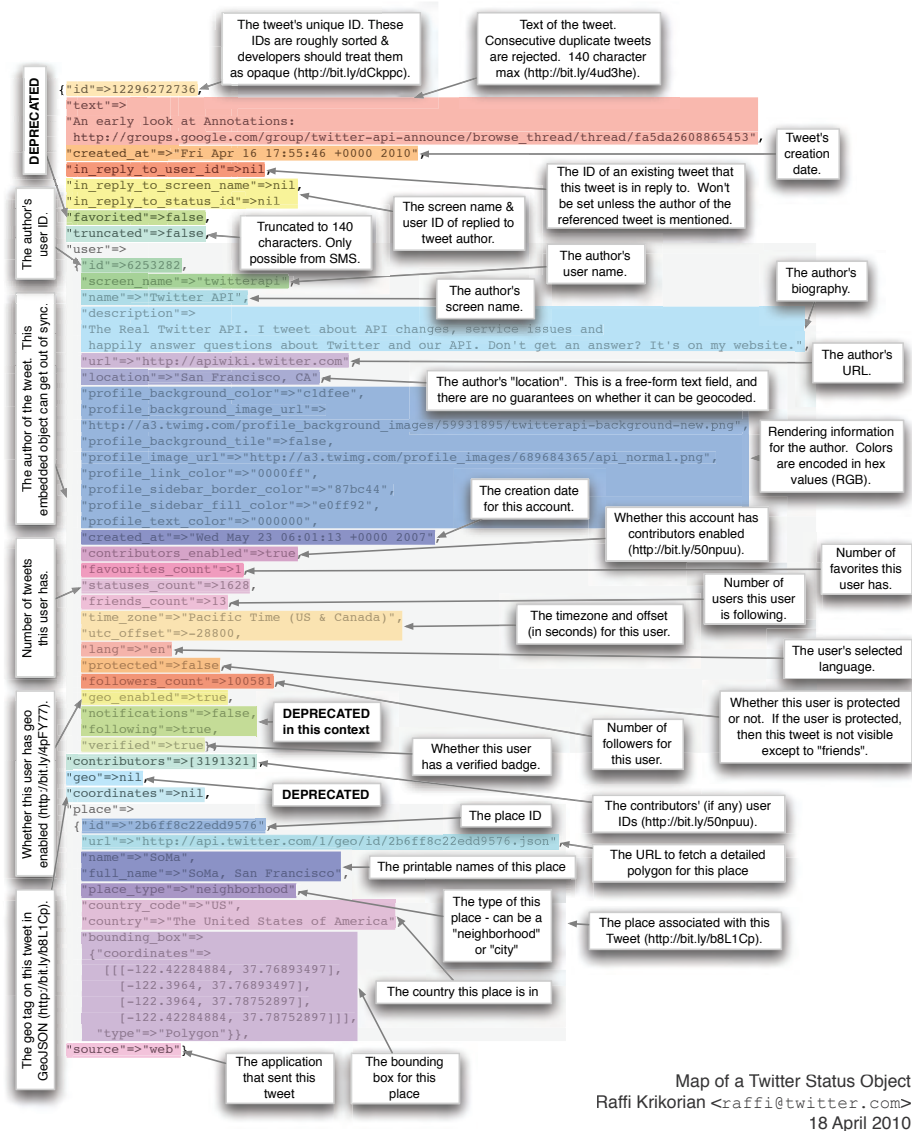 The tweet's unique ID. These
IDs are roughly sorted &
developers should treat them
as opaque (http://bit.ly/dCkppc).
Text of the tweet.
Consecutive duplicate tweets
are rejected. 140 character
max (http://bit.ly/4ud3he).
DEPRECATED
{"id"=>12296272736,
"text"=>
"An early look at Annotations:
http://groups.google.com/group/twitter-api-announce/browse_thread/thread/fa5da2608865453",
"created_at"=>"Fri Apr 16 17:55:46 +0000 2010",
Tweet's
creation
date.
"in_reply_to_user_id"=>nil,
"in_reply_to_screen_name"=>nil,
"in_reply_to_status_id"=>nil
"favorited"=>false,
"truncated"=>false,
The ID of an existing tweet that
this tweet is in reply to. Won't
be set unless the author of the
referenced tweet is mentioned.
The screen name &
user ID of replied to
tweet author.
Truncated to 140
characters. Only
possible from SMS.
The author's
user ID.
"user"=>
{"id"=>6253282,
"screen_name"=>"twitterapi",
"name"=>"Twitter API",
The author's
user name.
The author's
screen name.
The author's
biography.
"description"=>
"The Real Twitter API. I tweet about API changes, service issues and
happily answer questions about Twitter and our API. Don't get an answer? It's on my website.",
"url"=>"http://apiwiki.twitter.com",
The author's
URL.
"location"=>"San Francisco, CA",
The author's "location". This is a free-form text field, and
there are no guarantees on whether it can be geocoded.
The author of the tweet. This
embedded object can get out of sync.
"profile_background_color"=>"c1dfee",
"profile_background_image_url"=>
"http://a3.twimg.com/profile_background_images/59931895/twitterapi-background-new.png",
"profile_background_tile"=>false,
"profile_image_url"=>"http://a3.twimg.com/profile_images/689684365/api_normal.png",
"profile_link_color"=>"0000ff",
"profile_sidebar_border_color"=>"87bc44",
"profile_sidebar_fill_color"=>"e0ff92",
"profile_text_color"=>"000000",
Rendering information
for the author. Colors
are encoded in hex
values (RGB).
The creation date
for this account.
"created_at"=>"Wed May 23 06:01:13 +0000 2007",
"contributors_enabled"=>true,
Whether this account has
contributors enabled
(http://bit.ly/50npuu).
"favourites_count"=>1,
"statuses_count"=>1628,
"friends_count"=>13,
Number of
favorites this
user has.
Number of
users this user
is following.
Number of tweets
this user has.
"time_zone"=>"Pacific Time (US & Canada)",
"utc_offset"=>-28800,
The timezone and offset
(in seconds) for this user.
"lang"=>"en",
The user's selected
language.
"protected"=>false,
"followers_count"=>100581,
Whether this user is protected
or not. If the user is protected,
then this tweet is not visible
except to "friends".
Number of
followers for
this user.
"geo_enabled"=>true,
"notifications"=>false,
"following"=>true,
DEPRECATED
in this context
"verified"=>true},
Whether this user
has a verified badge.
Whether this user has geo
enabled (http://bit.ly/4pFY77).
"contributors"=>[3191321],
"geo"=>nil,
"coordinates"=>nil,
DEPRECATED
The contributors' (if any) user
IDs (http://bit.ly/50npuu).
"place"=>
{"id"=>"2b6ff8c22edd9576",
The place ID
"url"=>"http://api.twitter.com/1/geo/id/2b6ff8c22edd9576.json",
The URL to fetch a detailed
polygon for this place
"name"=>"SoMa",
"full_name"=>"SoMa, San Francisco",
The printable names of this place
"place_type"=>"neighborhood",
The type of this
place - can be a
"neighborhood"
or "city"
The place associated with this
Tweet (http://bit.ly/b8L1Cp).
"country_code"=>"US",
"country"=>"The United States of America",
The country this place is in
"bounding_box"=>
{"coordinates"=>
[[[-122.42284884, 37.76893497],
[-122.3964, 37.76893497],
[-122.3964, 37.78752897],
[-122.42284884, 37.78752897]]],
"type"=>"Polygon"}},
The geo tag on this tweet in
GeoJSON (http://bit.ly/b8L1Cp).
"source"=>"web"}
The application
that sent this
tweet
The bounding
box for this
place
Map of a Twitter Status Object
Raffi Krikorian <raffi@twitter.com>
18 April 2010